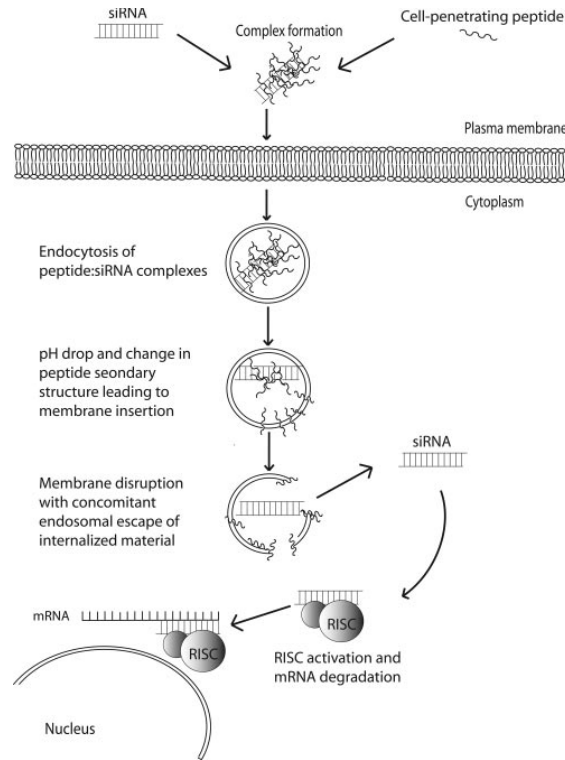 siRNA
Complex formation
Cell-penetrating peptide
Plasma membrane
Cytoplasm
Endocytosis of
peptide:siRNA complexes
pH drop and change in
peptide seondary
structure leading to
membrane insertion
siRNA
Membrane disruption
with concomitant
endosomal escape of
internalized material
mRNA
RISC
RISC
RISC activation and
mRNA degradation
Nucleus